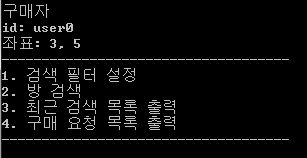 구매자
id: user0
좌표: 3, 5
----------------------------------------
1. 검색 필터 설정
2. 방 검색
3. 최근 검색 목록 출력
4. 구매 요청 목록 출력
----------------------------------------